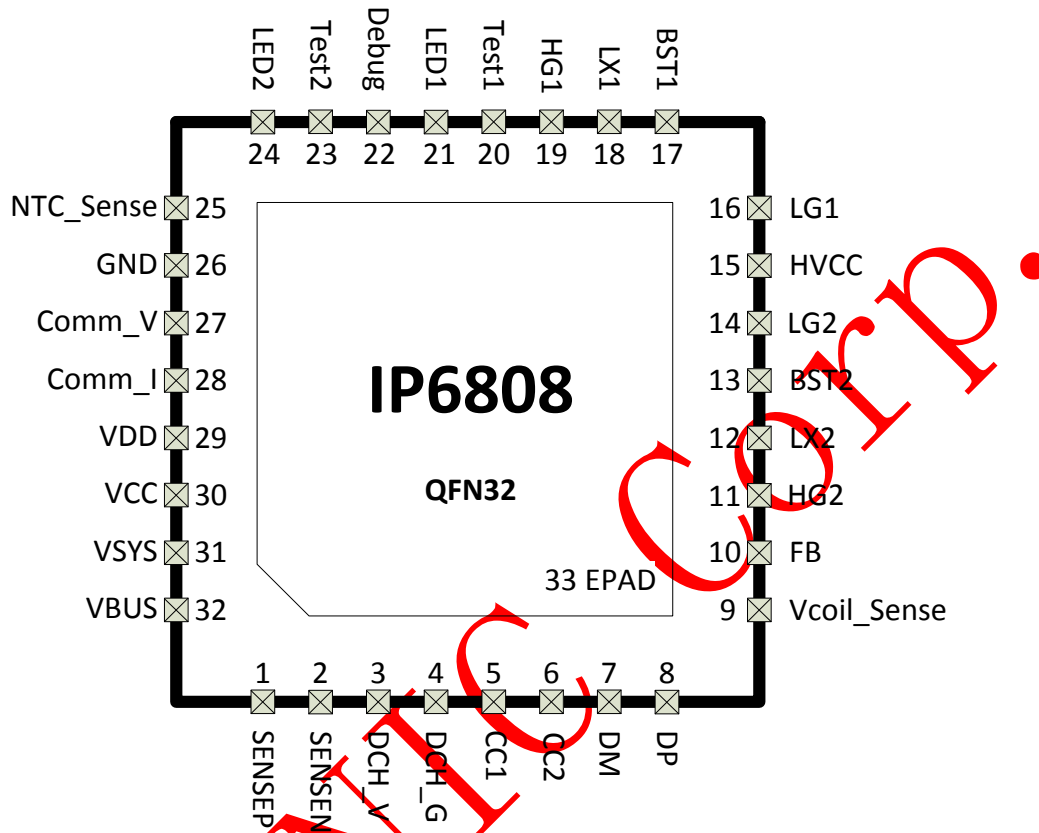 LED2 Test2 Debug LED1 Test1 HG1 LX1 BST1
24 23 22 21 20 19 18 17
NTC_Sense 25 16 LG1
GND 26 15 HVCC
Comm_V 27 14 LG2
Comm_I 28 13 BST2
VDD 29 12 LX2
VCC 30 11 HG2
VSYS 31 10 FB
VBUS 32 9 Vcoil_Sense
IP6808
QFN32
33 EPAD
1 2 3 4 5 6 7 8
SENSEP SENSEN DCH_V DCH_G CC1 CC2 DM DP
C Corp.